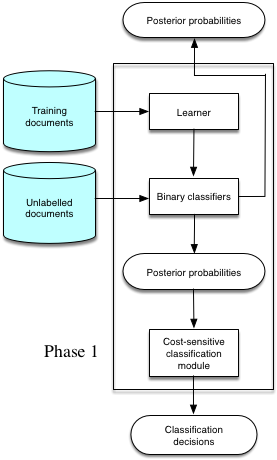 Posterior probabilities
Training
documents
Learner
Unlabelled
documents
Binary classifiers
Posterior probabilities
Phase 1
Cost-sensitive
classification
module
Classification
decisions